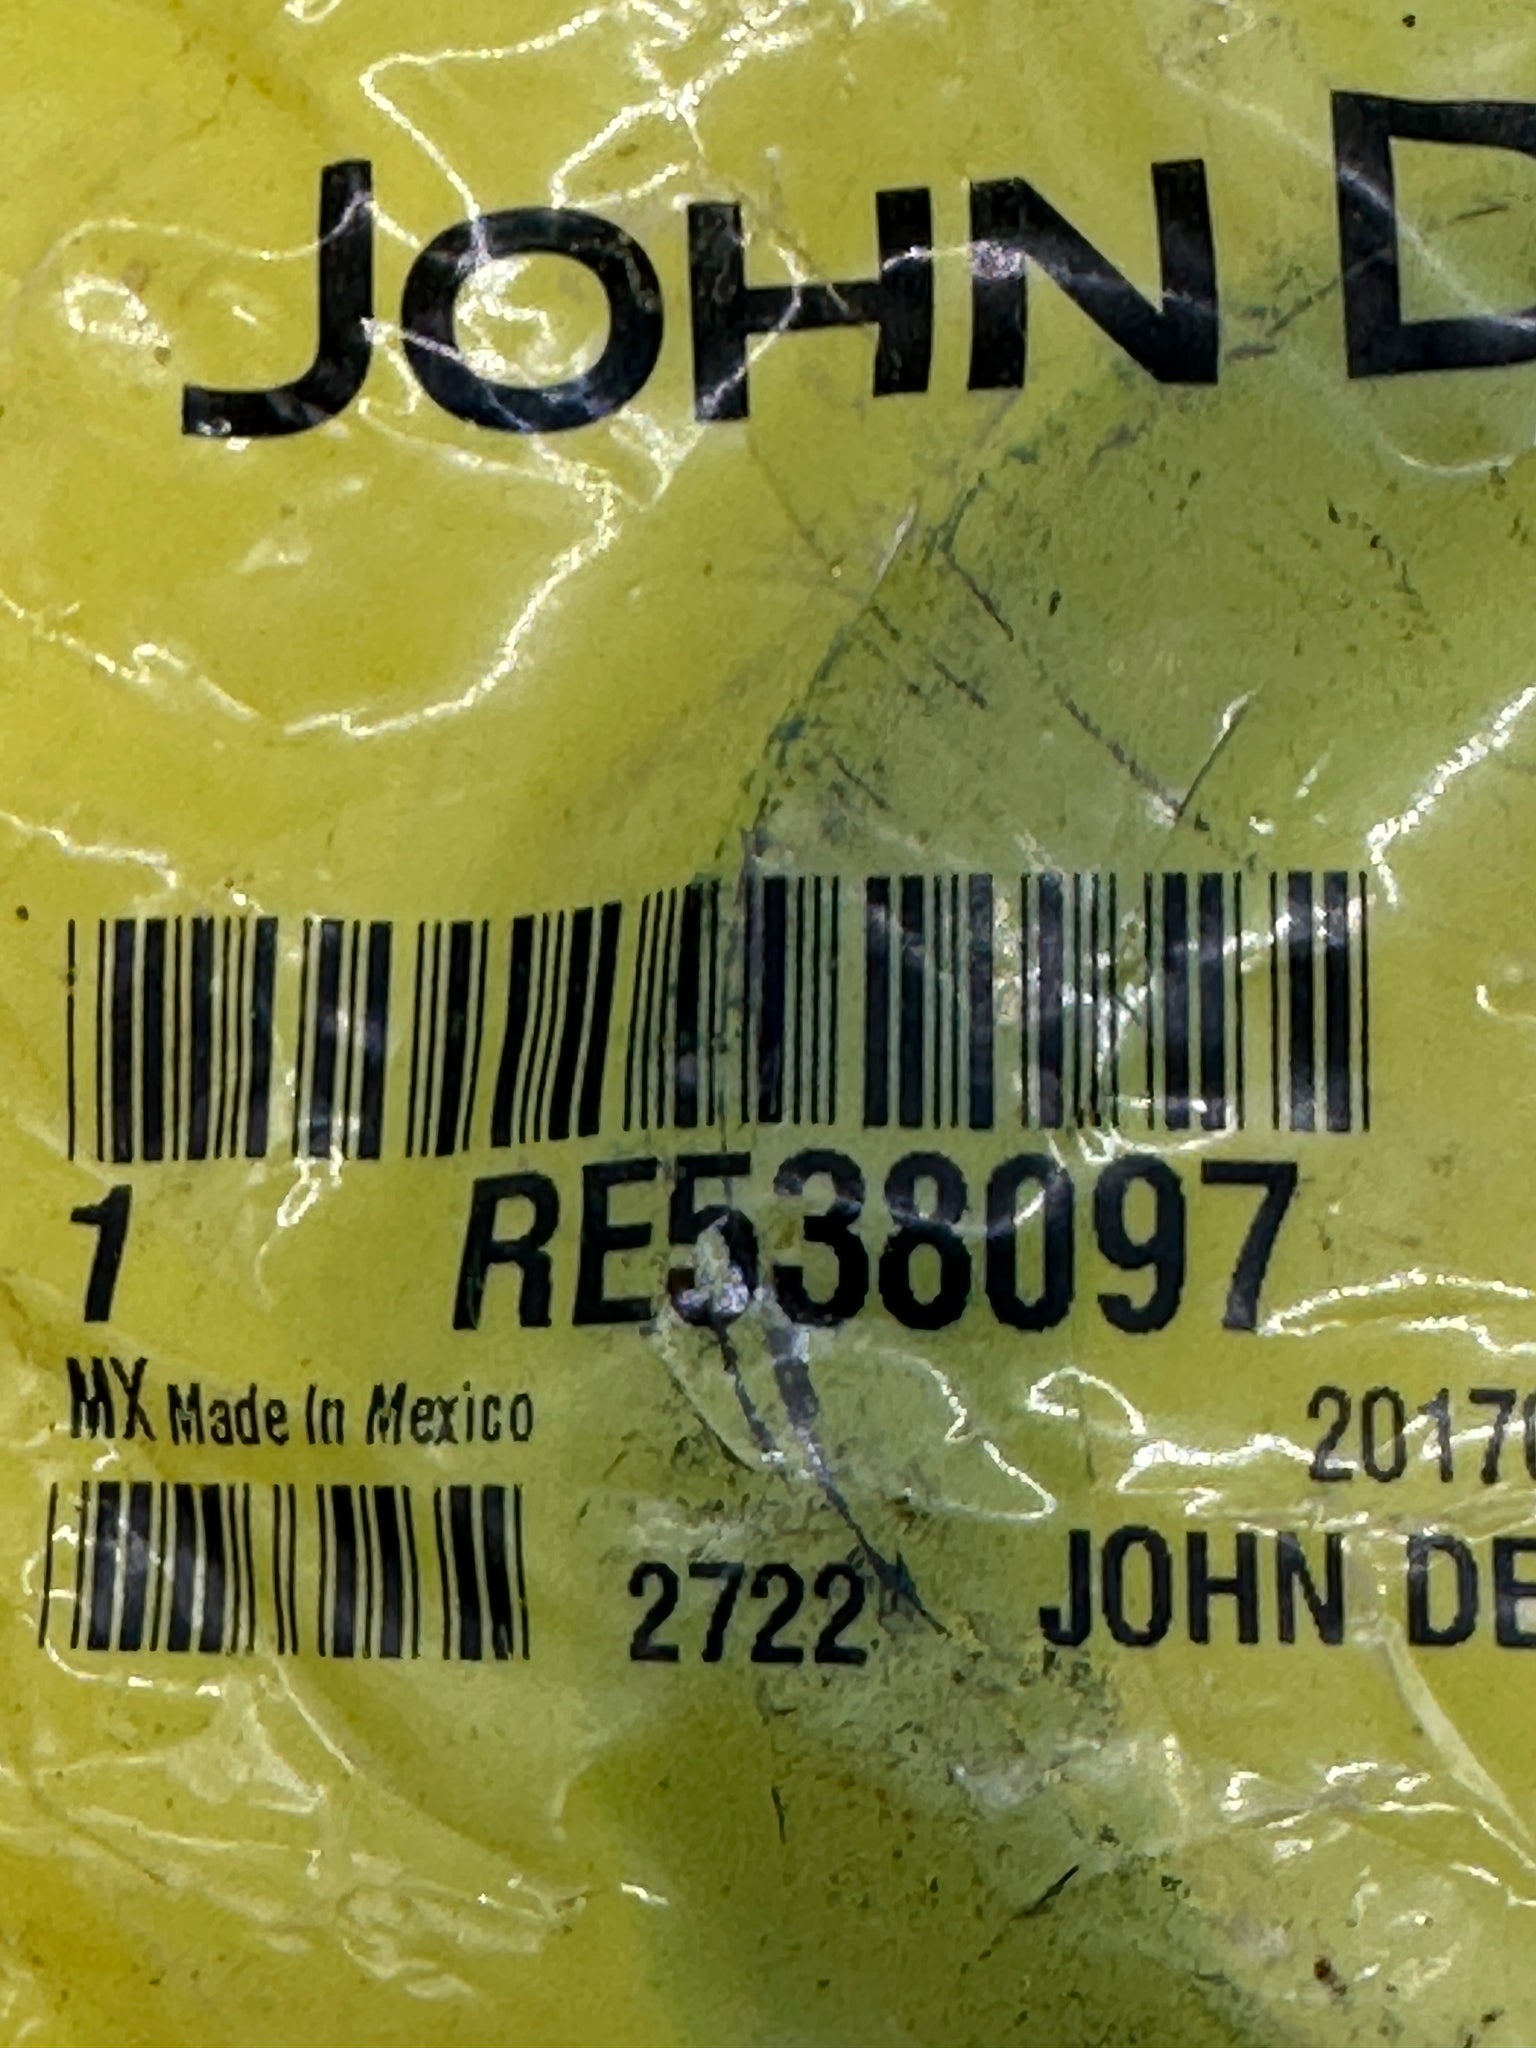 JOHN D
1 RE538097
MX Made In Mexico
2017
2722 JOHN DE